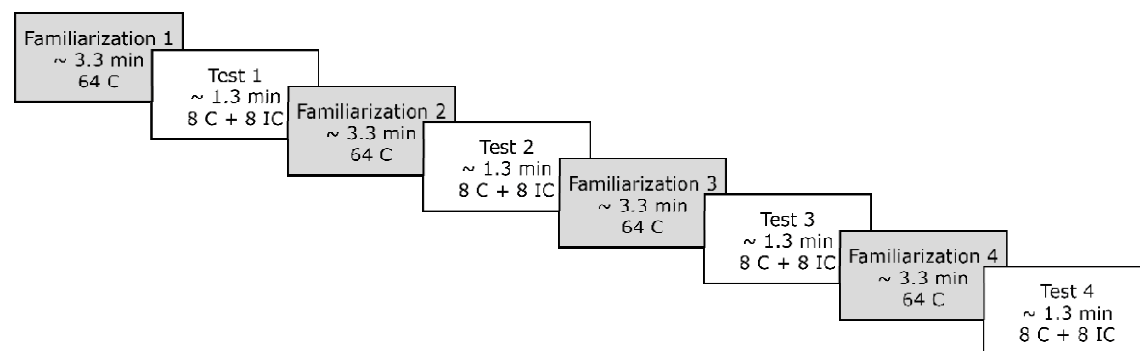 Familiarization 1
~ 3.3 min
64 C
Test 1
~ 1.3 min
8 C + 8 IC
Familiarization 2
~ 3.3 min
64 C
Test 2
~ 1.3 min
8 C + 8 IC
Familiarization 3
~ 3.3 min
64 C
Test 3
~ 1.3 min
8 C + 8 IC
Familiarization 4
~ 3.3 min
64 C
Test 4
~ 1.3 min
8 C + 8 IC